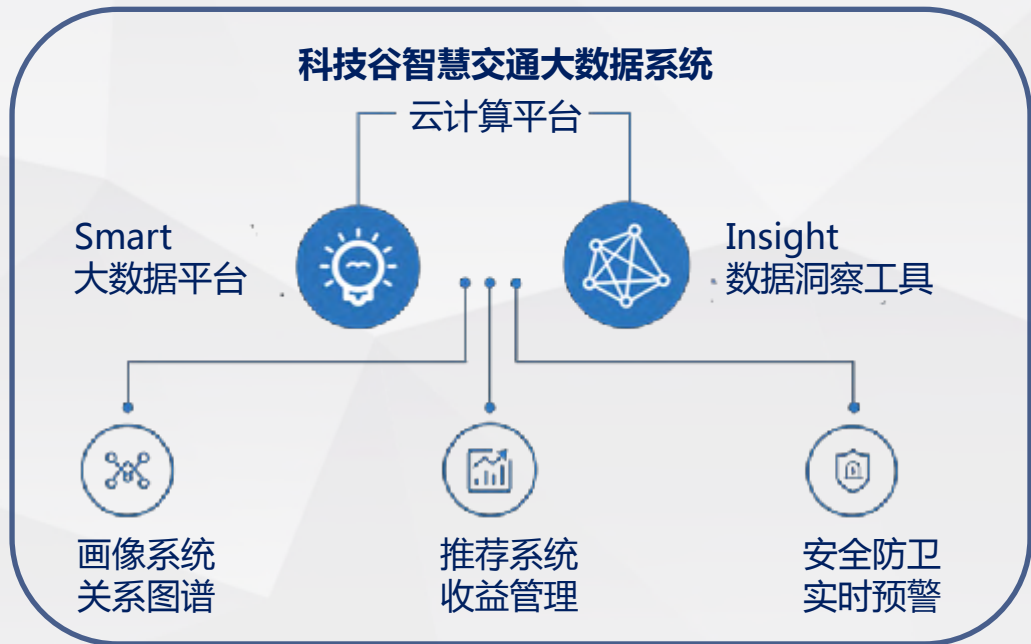 科技谷智慧交通大数据系统
云计算平台
Smart
大数据平台
Insight
数据洞察工具
画像系统
关系图谱
推荐系统
收益管理
安全防卫
实时预警